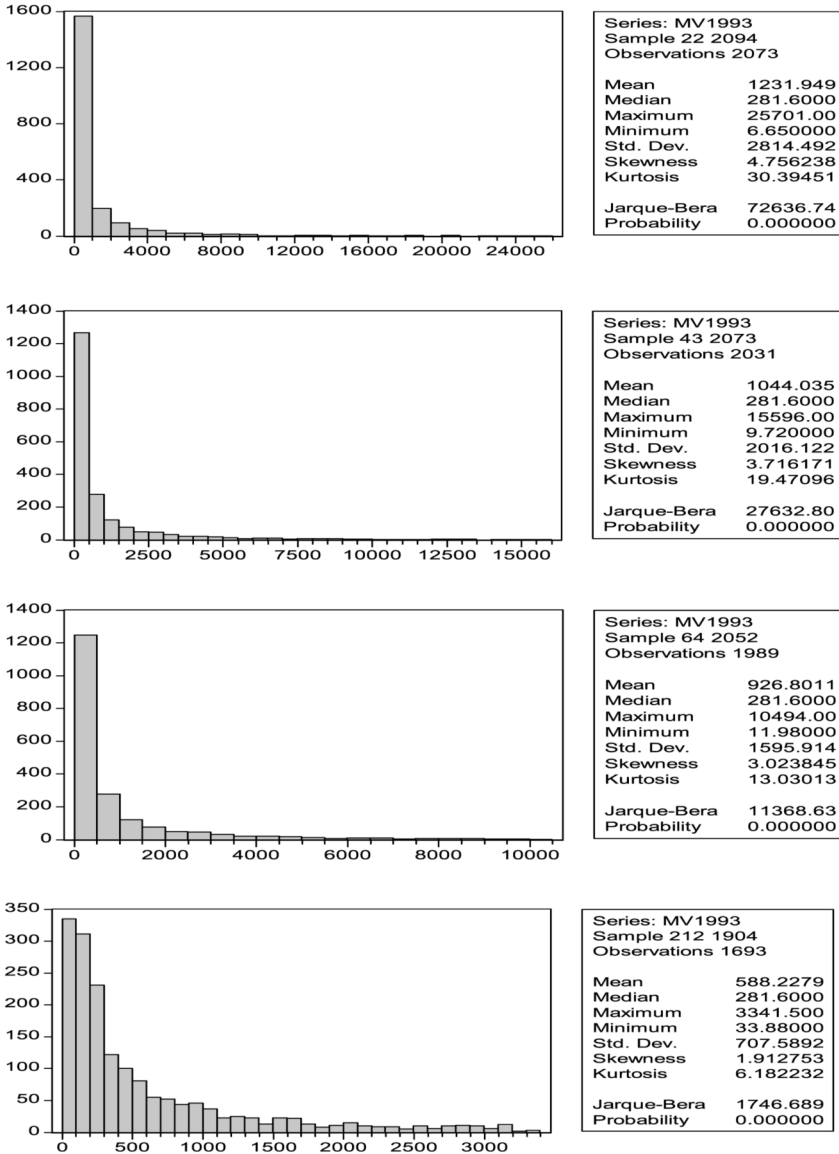 1600
1200
800
400
0
0 4000 8000 12000 16000 20000 24000
Series: MV1993
Sample 22 2094
Observations 2073
Mean 1231.949
Median 281.6000
Maximum 25701.00
Minimum 6.650000
Std. Dev. 2814.492
Skewness 4.756238
Kurtosis 30.39451
Jarque-Bera 72636.74
Probability 0.000000
1400
1200
1000
800
600
400
200
0
0 2500 5000 7500 10000 12500 15000
Series: MV1993
Sample 43 2073
Observations 2031
Mean 1044.035
Median 281.6000
Maximum 15596.00
Minimum 9.720000
Std. Dev. 2016.122
Skewness 3.716171
Kurtosis 19.47096
Jarque-Bera 27632.80
Probability 0.000000
1400
1200
1000
800
600
400
200
0
0 2000 4000 6000 8000 10000
Series: MV1993
Sample 64 2052
Observations 1989
Mean 926.8011
Median 281.6000
Maximum 10494.00
Minimum 11.98000
Std. Dev. 1595.914
Skewness 3.023845
Kurtosis 13.03013
Jarque-Bera 11368.63
Probability 0.000000
350
300
250
200
150
100
50
0
0 500 1000 1500 2000 2500 3000
Series: MV1993
Sample 212 1904
Observations 1693
Mean 588.2279
Median 281.6000
Maximum 3341.500
Minimum 33.88000
Std. Dev. 707.5892
Skewness 1.912753
Kurtosis 6.182232
Jarque-Bera 1746.689
Probability 0.000000